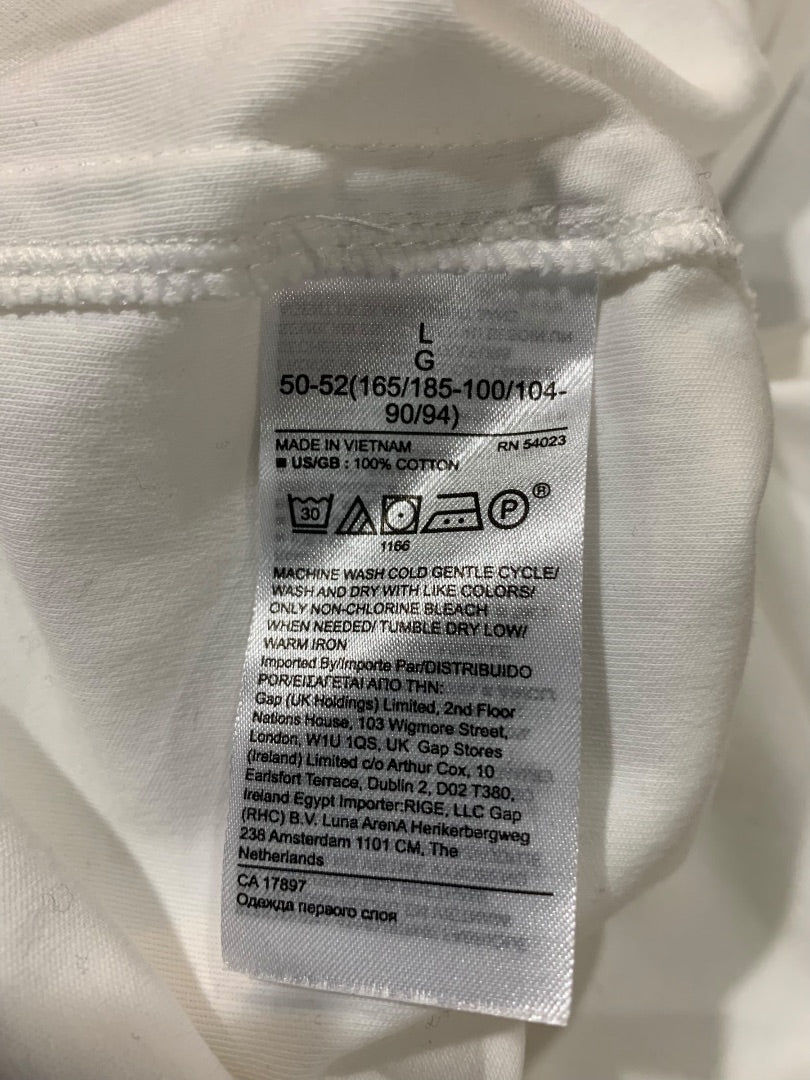 L
G
50-52(165/185-100/104-
90/94)
MADE IN VIETNAM RN 54023
■ US/GB : 100% COTTON
30 P ®
1166
MACHINE WASH COLD GENTLE CYCLE/
WASH AND DRY WITH LIKE COLORS/
ONLY NON-CHLORINE BLEACH
WHEN NEEDED/ TUMBLE DRY LOW/
WARM IRON
Imported By/Importe Par/DISTRIBUIDO
POR/ΕΙΣΑΓΕΤΑΙ ΑΠΟ ΤΗΝ:
Gap (UK Holdings) Limited, 2nd Floor
Nations House, 103 Wigmore Street,
London, W1U 1QS, UK Gap Stores
(Ireland) Limited c/o Arthur Cox, 10
Earlsfort Terrace, Dublin 2, D02 T380,
Ireland Egypt Importer:RIGE, LLC Gap
(RHC) B.V. Luna ArenA Herikerbergweg
238 Amsterdam 1101 CM, The
Netherlands
CA 17897
Одежда первого слоя